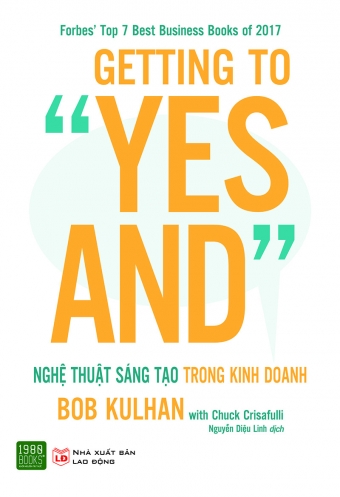 Forbes' Top 7 Best Business Books of 2017
GETTING TO
"YES
AND"
NGHỆ THUẬT SÁNG TẠO TRONG KINH DOANH
BOB KULHAN with Chuck Crisafulli
Nguyễn Diệu Linh dịch
1980
BOOKS
LĐ NHÀ XUẤT BẢN
LAO ĐỘNG